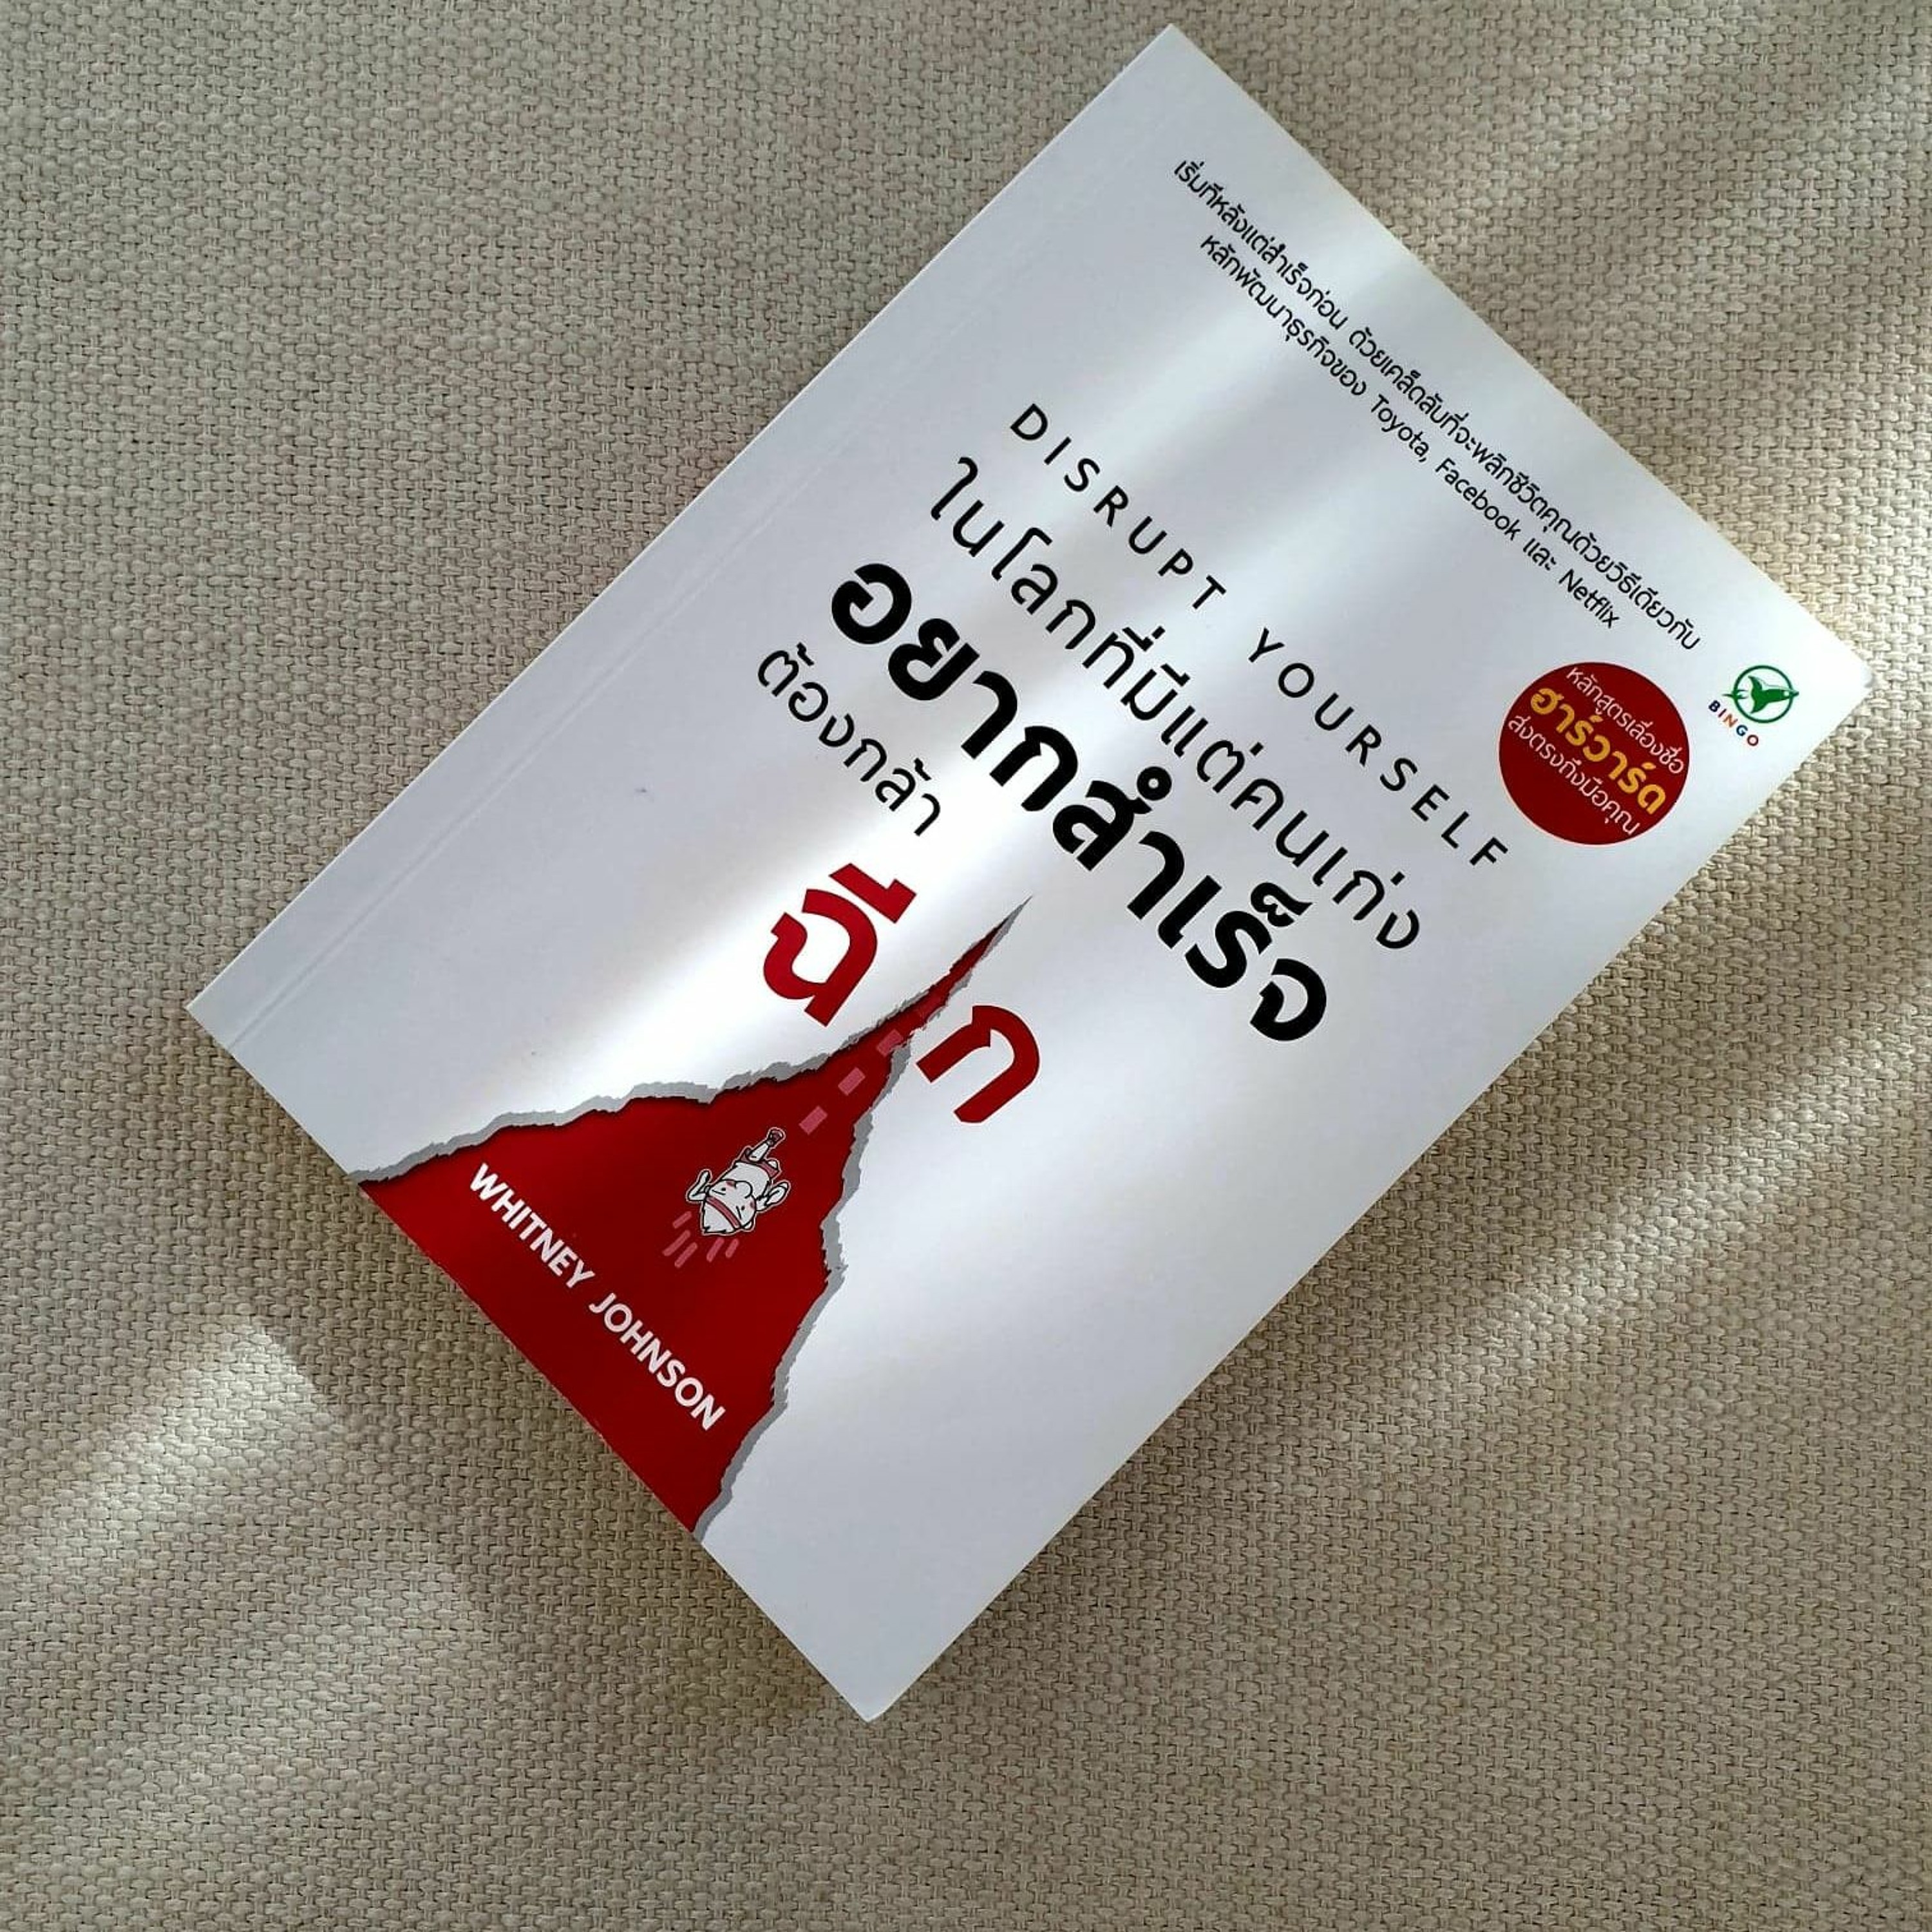 เริ่มทีหลังแต่สำเร็จก่อน ด้วยเคล็ดลับที่จะพลิกชีวิตคุณด้วยวิธีเดียวกับ
หลักพัฒนาธุรกิจของ Toyota, Facebook และ Netflix
BINGO
หลักสูตรเลื่องชื่อ
ฮาร์วาร์ด
ส่งตรงถึงมือคุณ
DISRUPT YOURSELF
ในโลกที่มีแต่คนเก่ง
อยากสำเร็จ
ต้องกล้า
ฉีก
WHITNEY JOHNSON